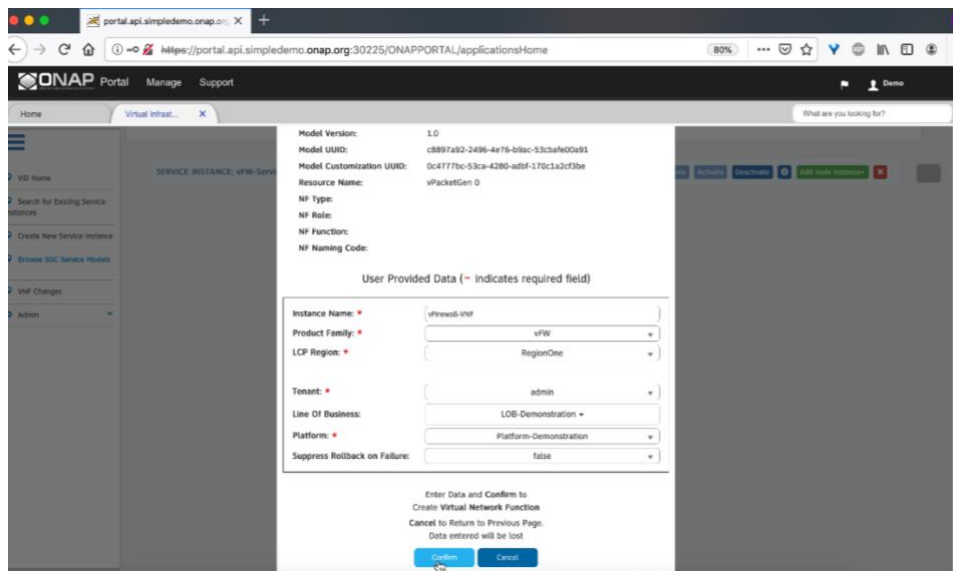 portal.api.simpledemo.onap.or
https://portal.api.simpledemo.onap.org:30225/ONAPPORTAL/applicationsHome
80%
ONAP Portal Manage Support
Demo
Home Virtual Infrast... What are you looking for?
Model Version: 1.0
Model UUID: c8897a92-2496-4e76-b9ac-53cbafe00a91
Model Customization UUID: 0c4777bc-53ca-4280-adbf-170c1a2cf3be
Resource Name: vPacketGen 0
NF Type:
NF Role:
NF Function:
NF Naming Code:
VID Home
Search for Existing Service
Instances
Create New Service Instance
Browse SDC Service Models
VNF Changes
Admin
SERVICE INSTANCE: vFW-Servi
Activate Deactivate Add node instance
User Provided Data (- indicates required field)
Instance Name: *
Product Family: * vFW
LCP Region: * RegionOne
Tenant: * admin
Line Of Business: LOB-Demonstration
Platform: * Platform-Demonstration
Suppress Rollback on Failure: false
Enter Data and Confirm to
Create Virtual Network Function
Cancel to Return to Previous Page.
Data entered will be lost
Confirm Cancel